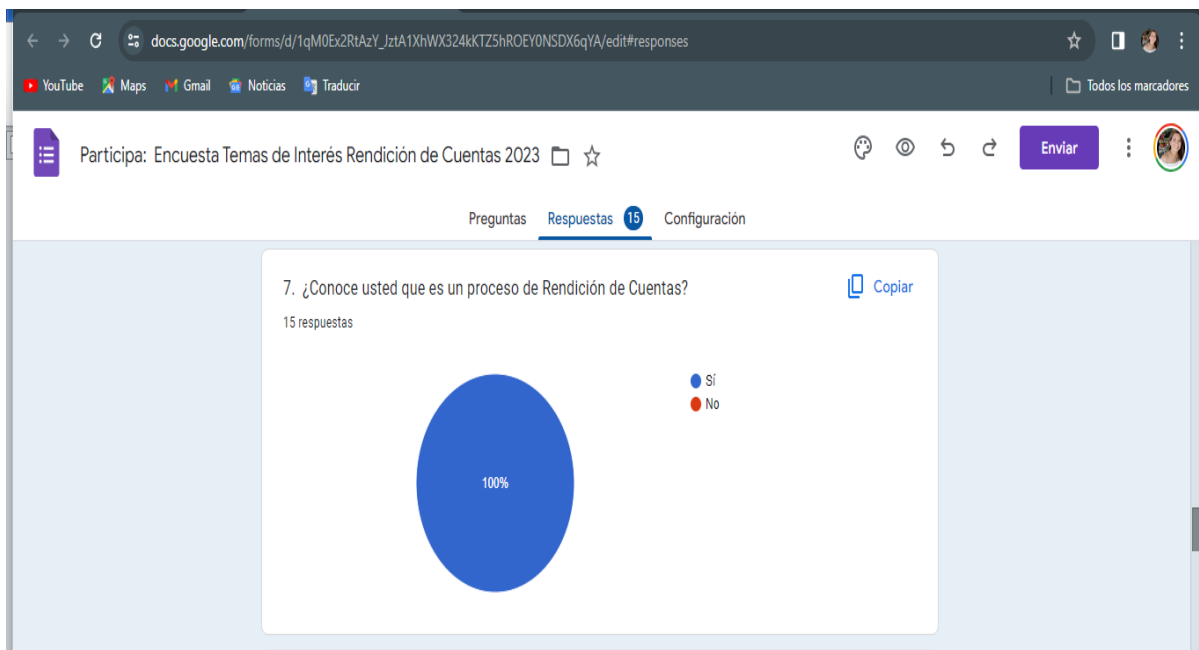 docs.google.com/forms/d/1qM0Ex2RtAzY_JztA1XhWX324kKTZ5hROEY0NSDX6qYA/edit#responses
YouTube Maps Gmail Noticias Traducir Todos los marcadores
Participa: Encuesta Temas de Interés Rendición de Cuentas 2023 Enviar
Preguntas Respuestas 15 Configuración
7. ¿Conoce usted que es un proceso de Rendición de Cuentas? Copiar
15 respuestas
Sí
No
100%